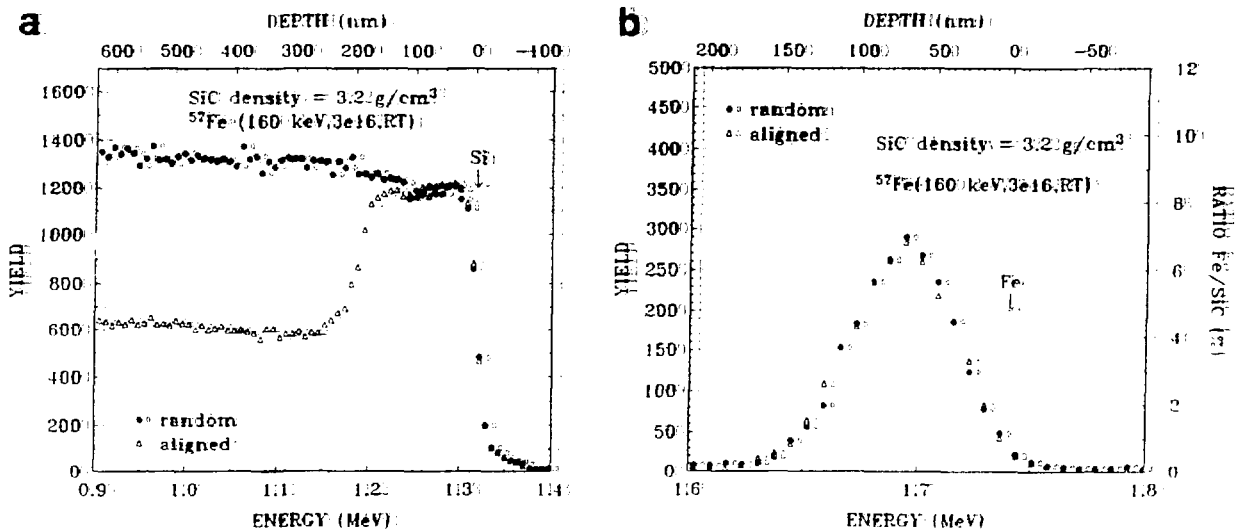 a
DEPTH (nm)
600 500 400 300 200 100 0 −100
SiC density = 3.2 g/cm³
⁵⁷Fe (160 keV,3e16,RT)
Si
YIELD
1600
1400
1200
1000
800
600
400
200
0
random
aligned
0.9 1.0 1.1 1.2 1.3 1.4
ENERGY (MeV)
b
DEPTH (nm)
200 150 100 50 0 −50
random
aligned
SiC density = 3.2 g/cm³
⁵⁷Fe(160 keV,3e16,RT)
Fe
YIELD
500
450
400
350
300
250
200
150
100
50
0
RATIO Fe/SiC (%)
12
10
8
6
4
2
0
1.6 1.7 1.8
ENERGY (MeV)